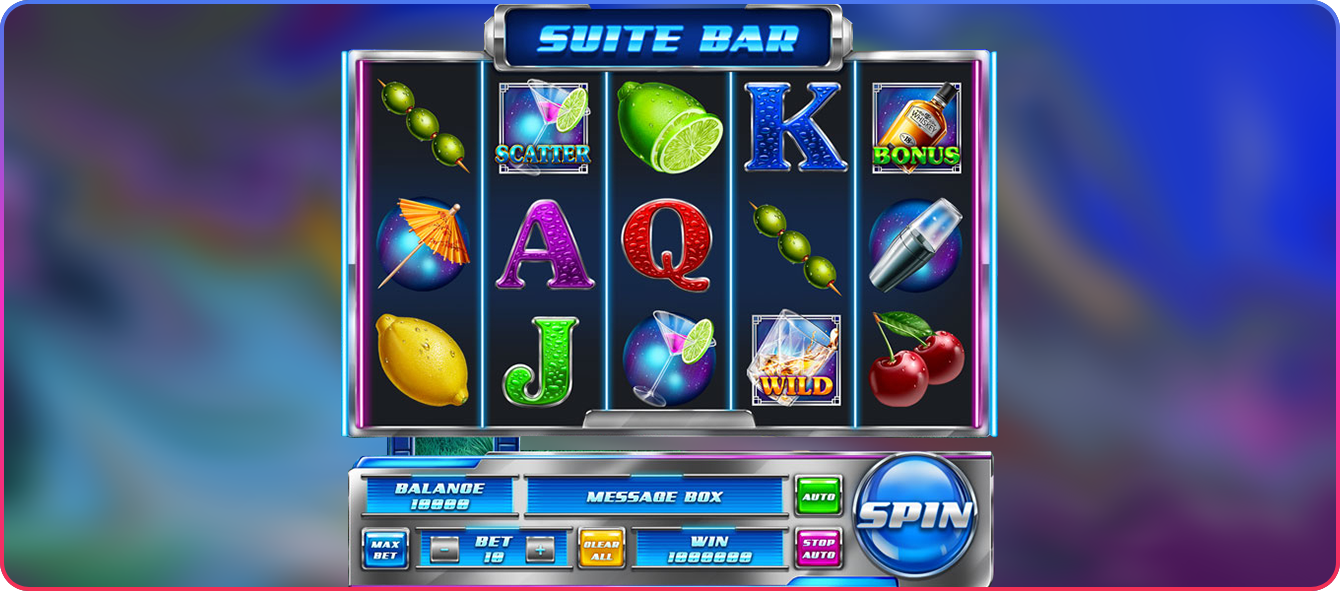 SUITE BAR
K
SCATTER
BONUS
A
Q
J
WILD
BALANCE
10000
MESSAGE BOX
AUTO
MAX
BET
BET
10
CLEAR
ALL
WIN
1000000
STOP
AUTO
SPIN